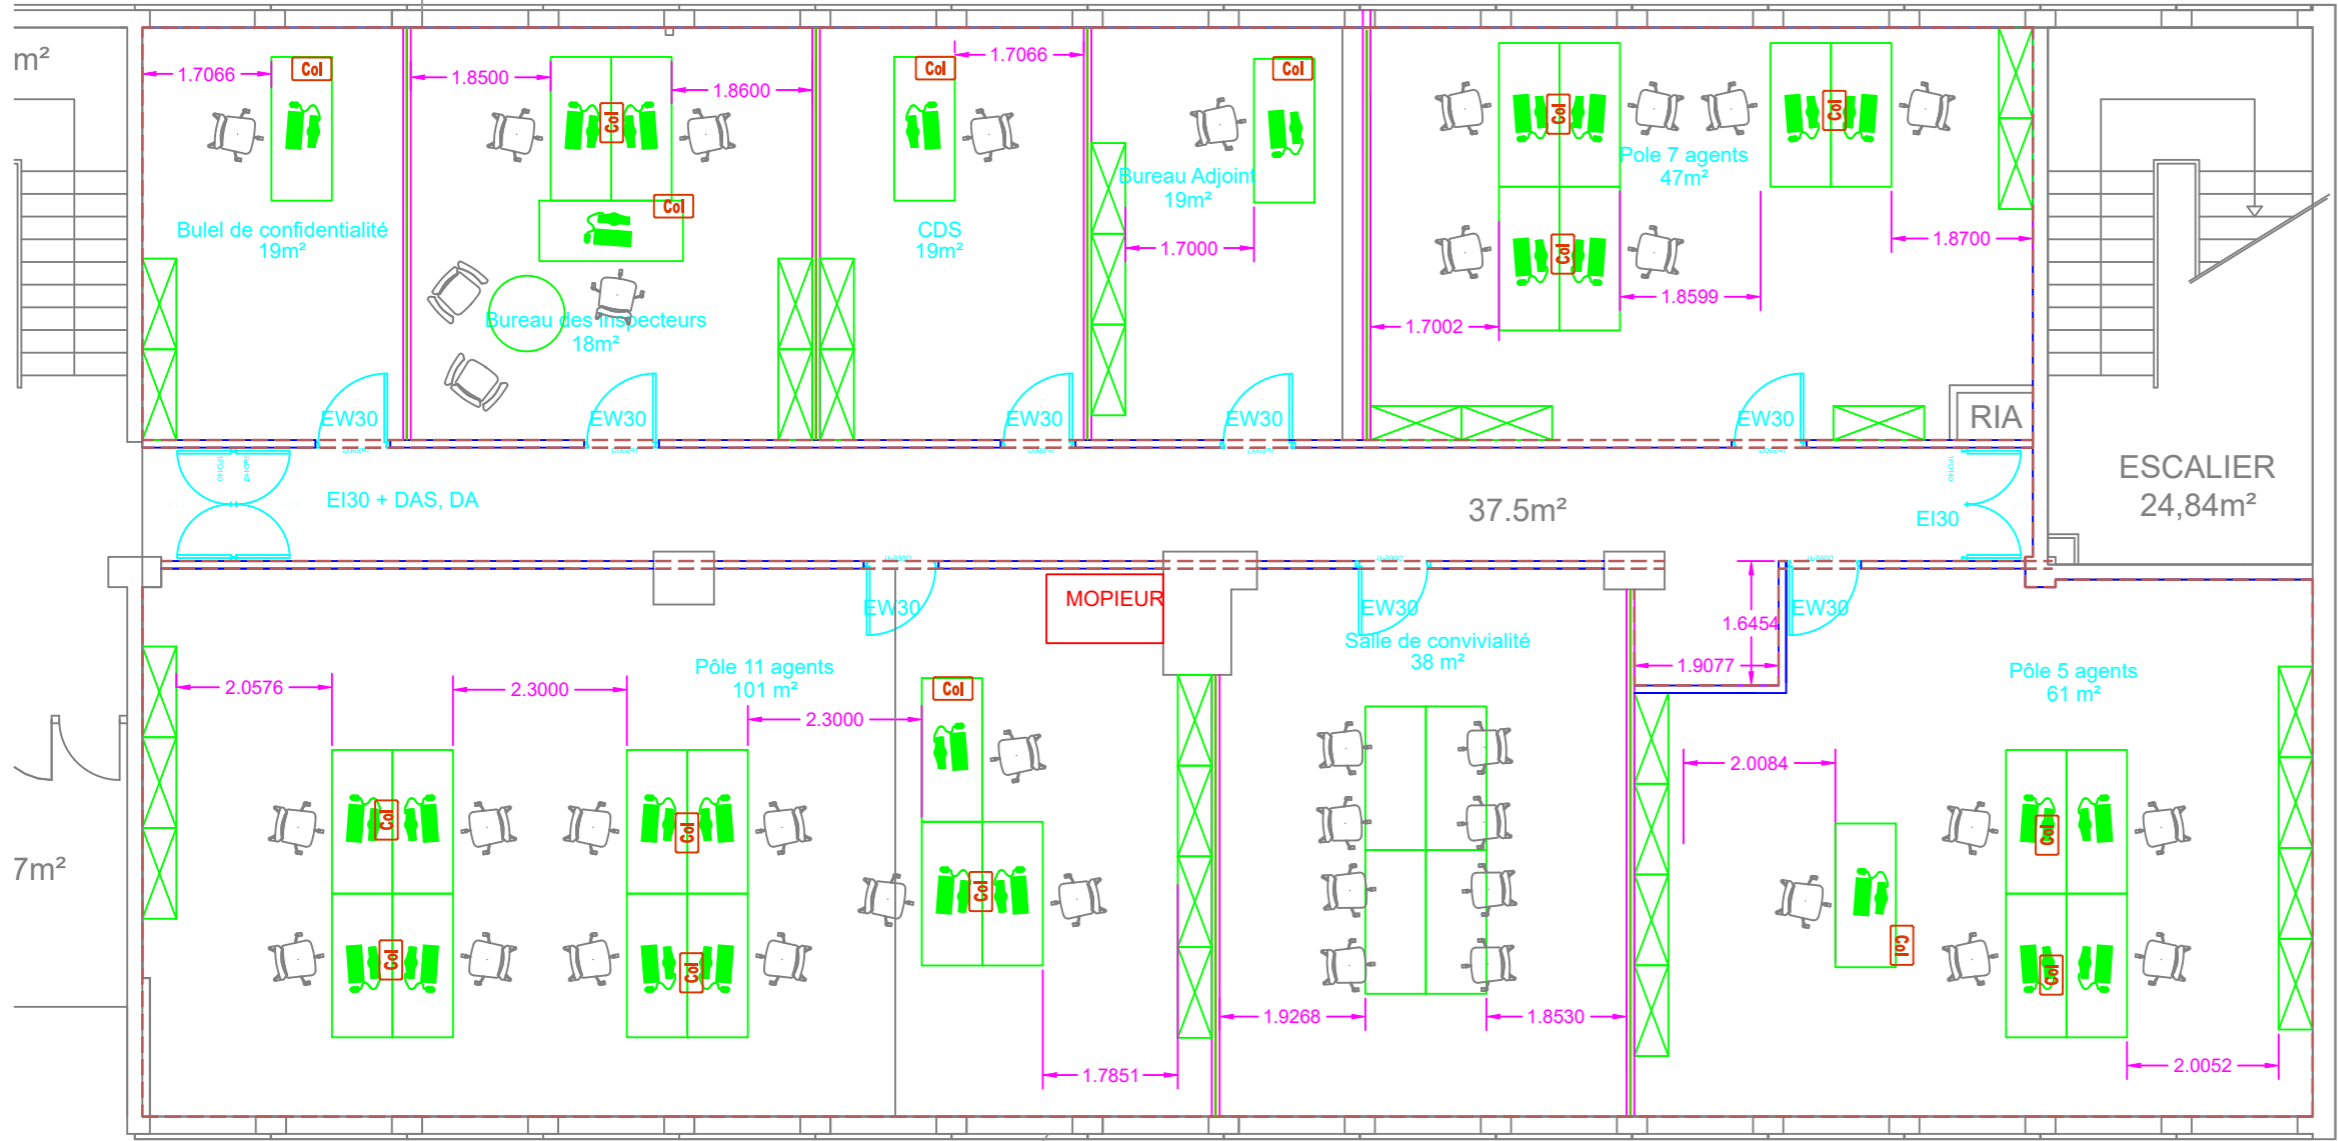 m²
1.7066
Col
1.8500
1.8600
Col
Col
Col
1.7066
Col
Col
Col
Col
Col
Bulel de confidentialité
19m²
Bureau des inspecteurs
18m²
CDS
19m²
Bureau Adjoint
19m²
1.7000
Pole 7 agents
47m²
1.8700
1.8599
1.7002
EW30
EW30
EW30
EW30
EW30
RIA
EI30 + DAS, DA
37.5m²
EI30
ESCALIER
24,84m²
EW30
MOPIEUR
EW30
EW30
1.6454
1.9077
Salle de convivialité
38 m²
Pôle 11 agents
101 m²
Pôle 5 agents
61 m²
2.0576
2.3000
2.3000
Col
2.0084
Col
Col
Col
Col
7m²
Col
Col
Col
Col
Col
1.9268
1.8530
1.7851
2.0052